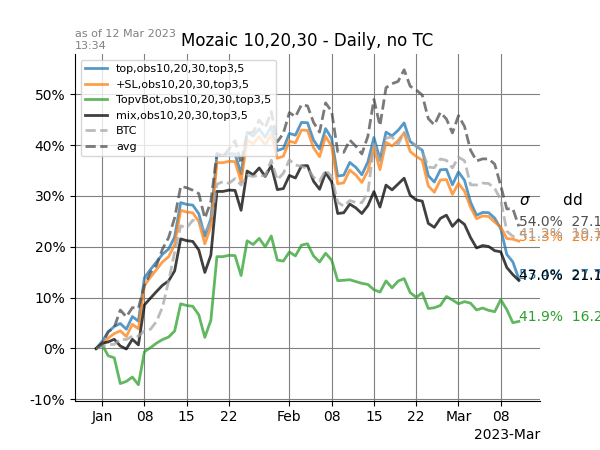 as of 12 Mar 2023
13:34
Mozaic 10,20,30 - Daily, no TC
top,obs10,20,30,top3,5
+SL,obs10,20,30,top3,5
TopvBot,obs10,20,30,top3,5
mix,obs10,20,30,top3,5
BTC
avg
50%
40%
30%
20%
10%
0%
-10%
σ dd
54.0% 27.1
41.9% 16.2
Jan 08 15 22 Feb 08 15 22 Mar 08
2023-Mar